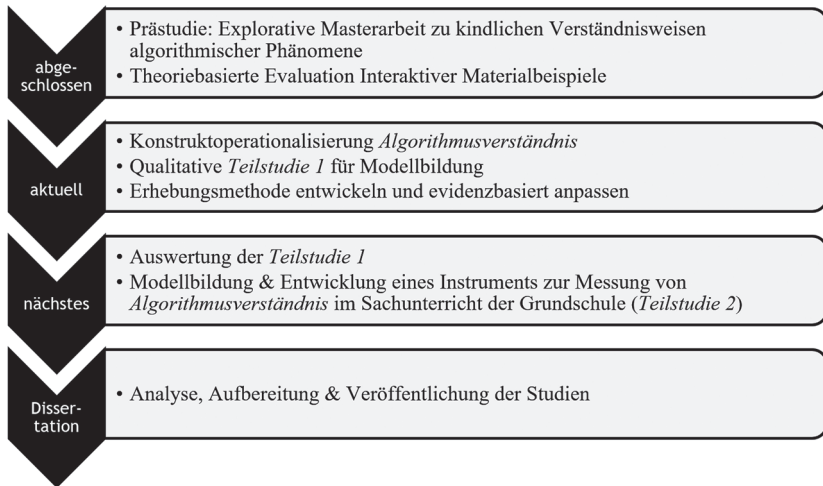 abge-
schlossen
• Prästudie: Explorative Masterarbeit zu kindlichen Verständnisweisen
algorithmischer Phänomene
• Theoriebasierte Evaluation Interaktiver Materialbeispiele
aktuell
• Konstruktoperationalisierung Algorithmusverständnis
• Qualitative Teilstudie 1 für Modellbildung
• Erhebungsmethode entwickeln und evidenzbasiert anpassen
nächstes
• Auswertung der Teilstudie 1
• Modellbildung & Entwicklung eines Instruments zur Messung von
Algorithmusverständnis im Sachunterricht der Grundschule (Teilstudie 2)
Disser-
tation
• Analyse, Aufbereitung & Veröffentlichung der Studien